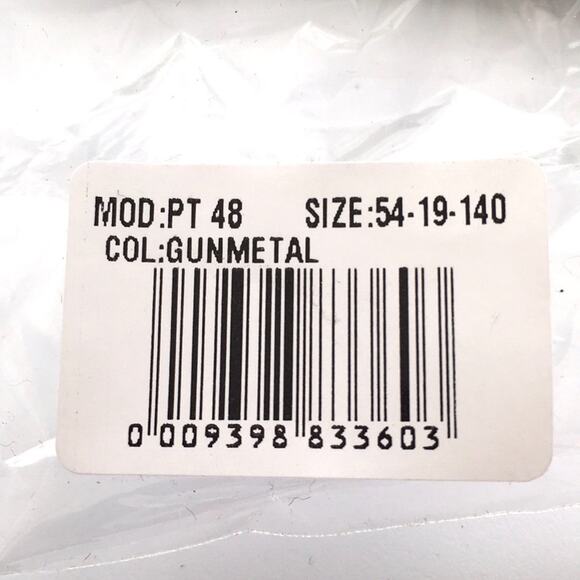 MOD:PT 48 SIZE:54-19-140
COL:GUNMETAL
0 009398 833603